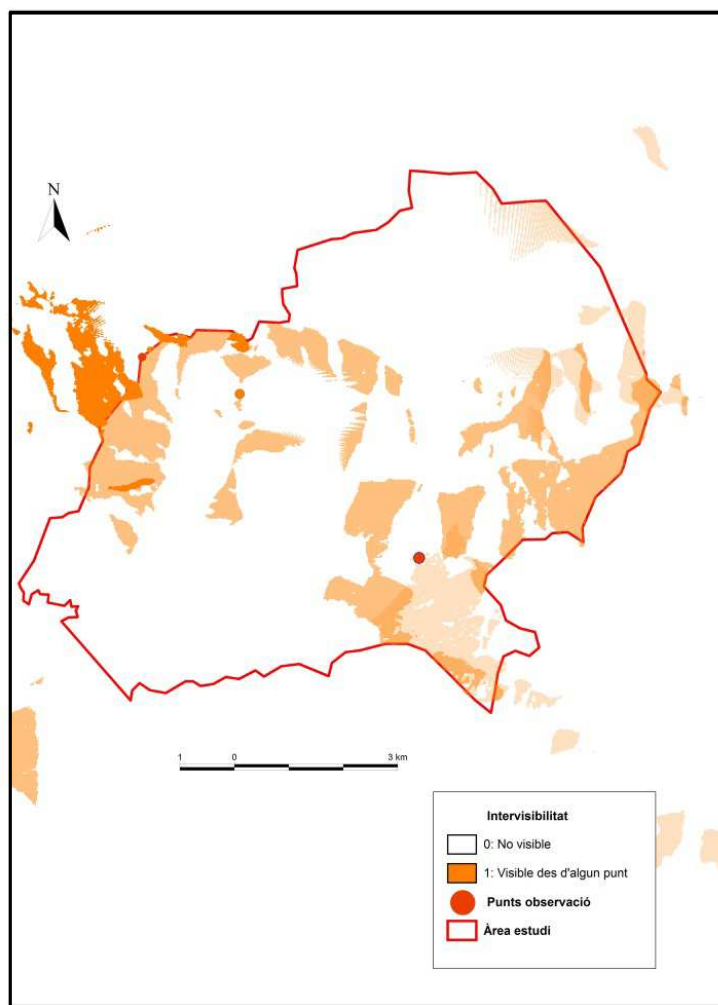 N
1 0 3 km
Intervisibilitat
0: No visible
1: Visible des d'algun punt
Punts observació
Àrea estudi